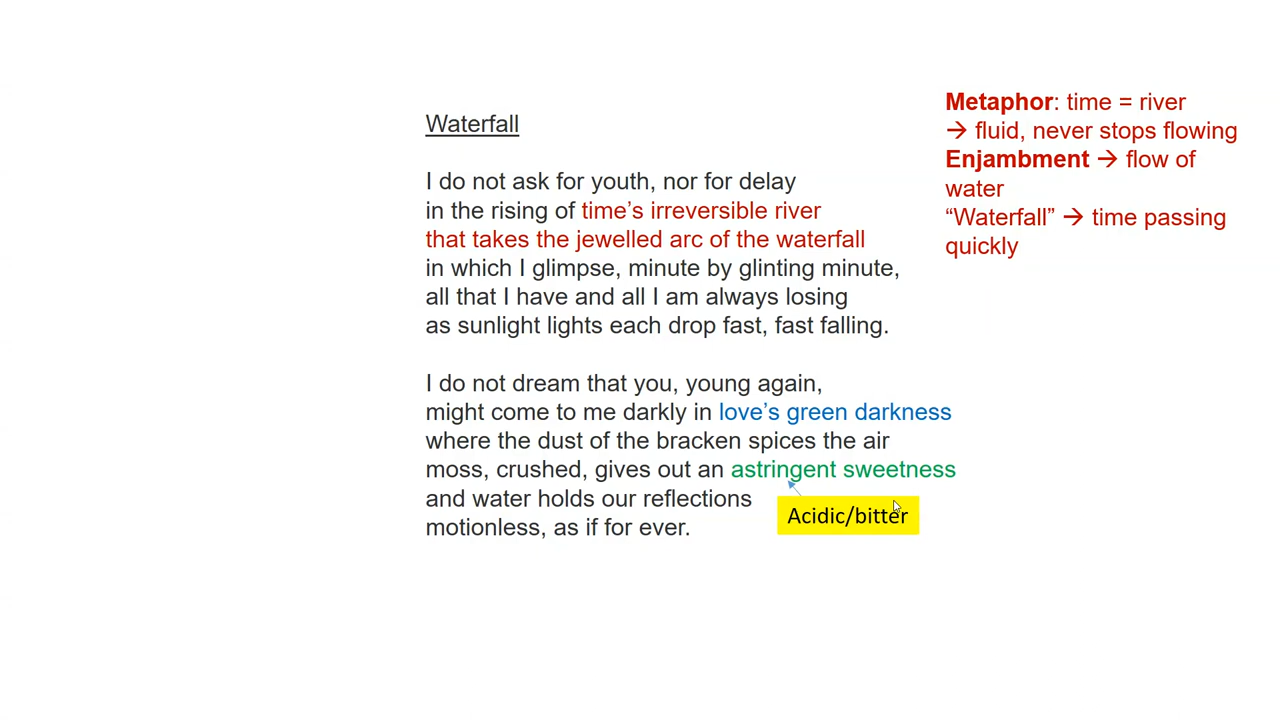 Waterfall
I do not ask for youth, nor for delay
in the rising of time’s irreversible river
that takes the jewelled arc of the waterfall
in which I glimpse, minute by glinting minute,
all that I have and all I am always losing
as sunlight lights each drop fast, fast falling.
I do not dream that you, young again,
might come to me darkly in love’s green darkness
where the dust of the bracken spices the air
moss, crushed, gives out an astringent sweetness
and water holds our reflections
motionless, as if for ever.
Acidic/bitter
Metaphor: time = river
→ fluid, never stops flowing
Enjambment → flow of
water
“Waterfall” → time passing
quickly